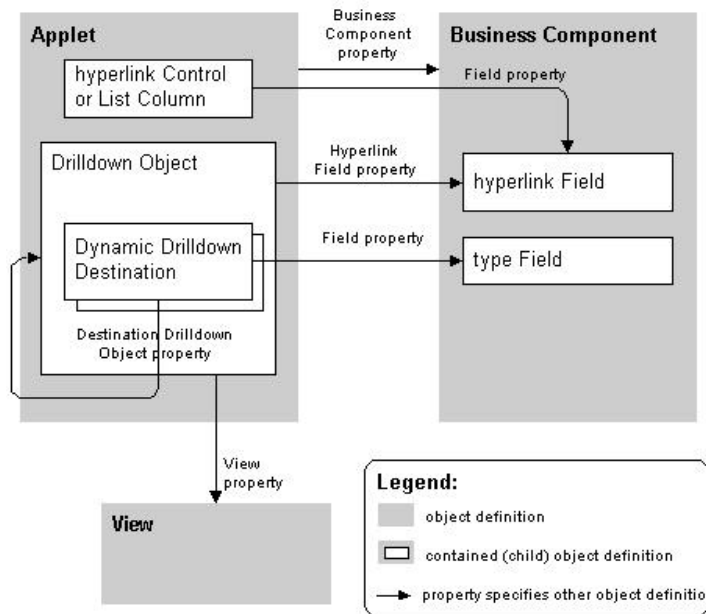 Applet
Business
Component
property
Business Component
hyperlink Control
or List Column
Field property
Drilldown Object
Hyperlink
Field property
hyperlink Field
Dynamic Drilldown
Destination
Field property
type Field
Destination Drilldown
Object property
View
property
View
Legend:
object definition
contained (child) object definition
property specifies other object definitio